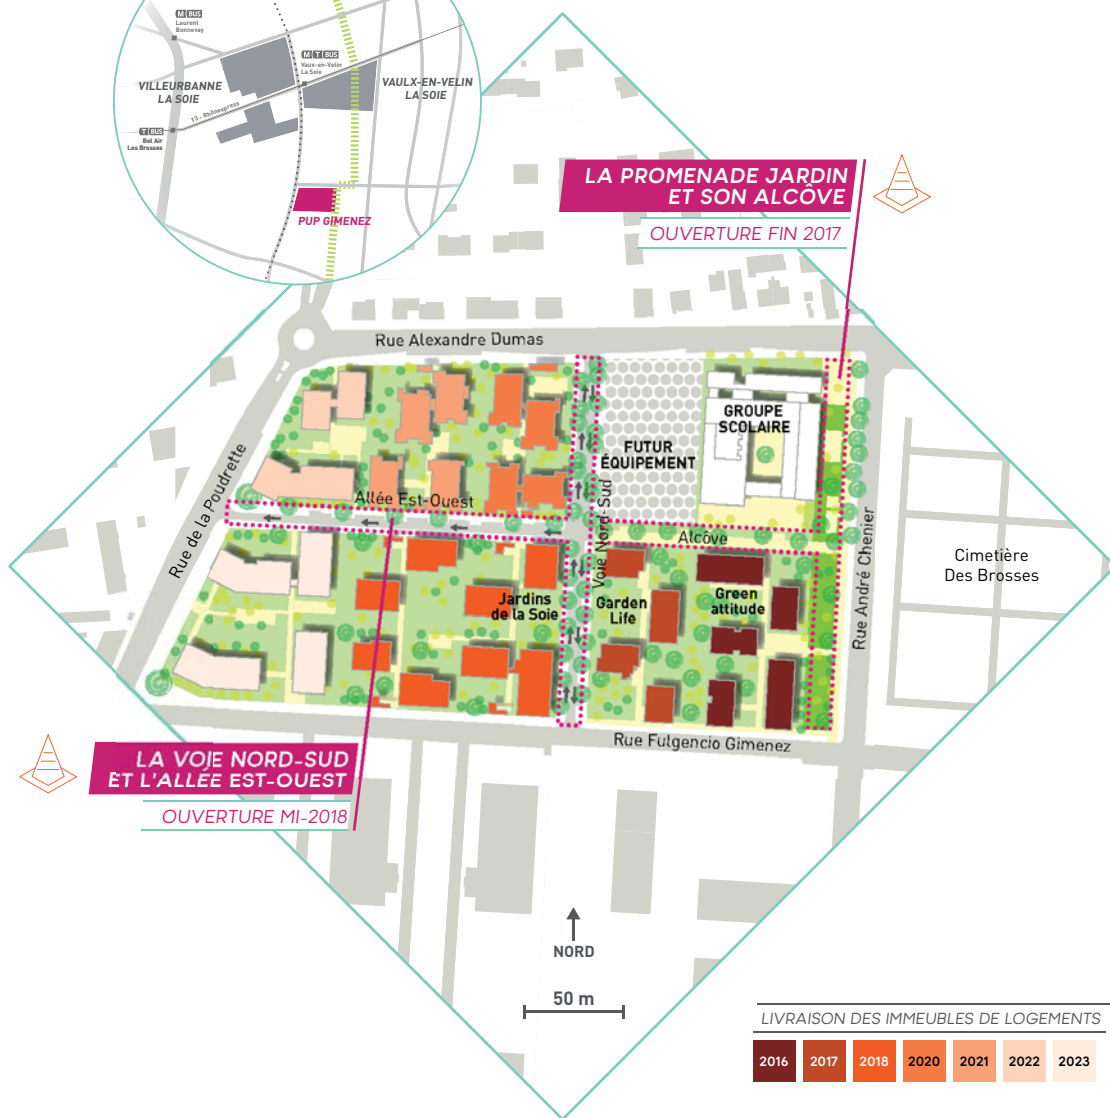 M BUS
Laurent
Bonnevay
M T BUS
Vaux-en-Velin
La Soie
VILLEURBANNE
LA SOIE
VAULX-EN-VELIN
LA SOIE
T3 - Rhônexpress
T BUS
Bel Air
Les Brosses
PUP GIMENEZ
LA PROMENADE JARDIN
ET SON ALCÔVE
OUVERTURE FIN 2017
Rue Alexandre Dumas
GROUPE
SCOLAIRE
FUTUR
ÉQUIPEMENT
Allée Est-Ouest
Voie Nord-Sud
Rue de la Poudrette
Alcôve
Rue André Chenier
Cimetière
Des Brosses
Jardins
de la Soie
Garden
Life
Green
attitude
Rue Fulgencio Gimenez
LA VOIE NORD-SUD
ET L'ALLÉE EST-OUEST
OUVERTURE MI-2018
NORD
50 m
LIVRAISON DES IMMEUBLES DE LOGEMENTS
2016 2017 2018 2020 2021 2022 2023